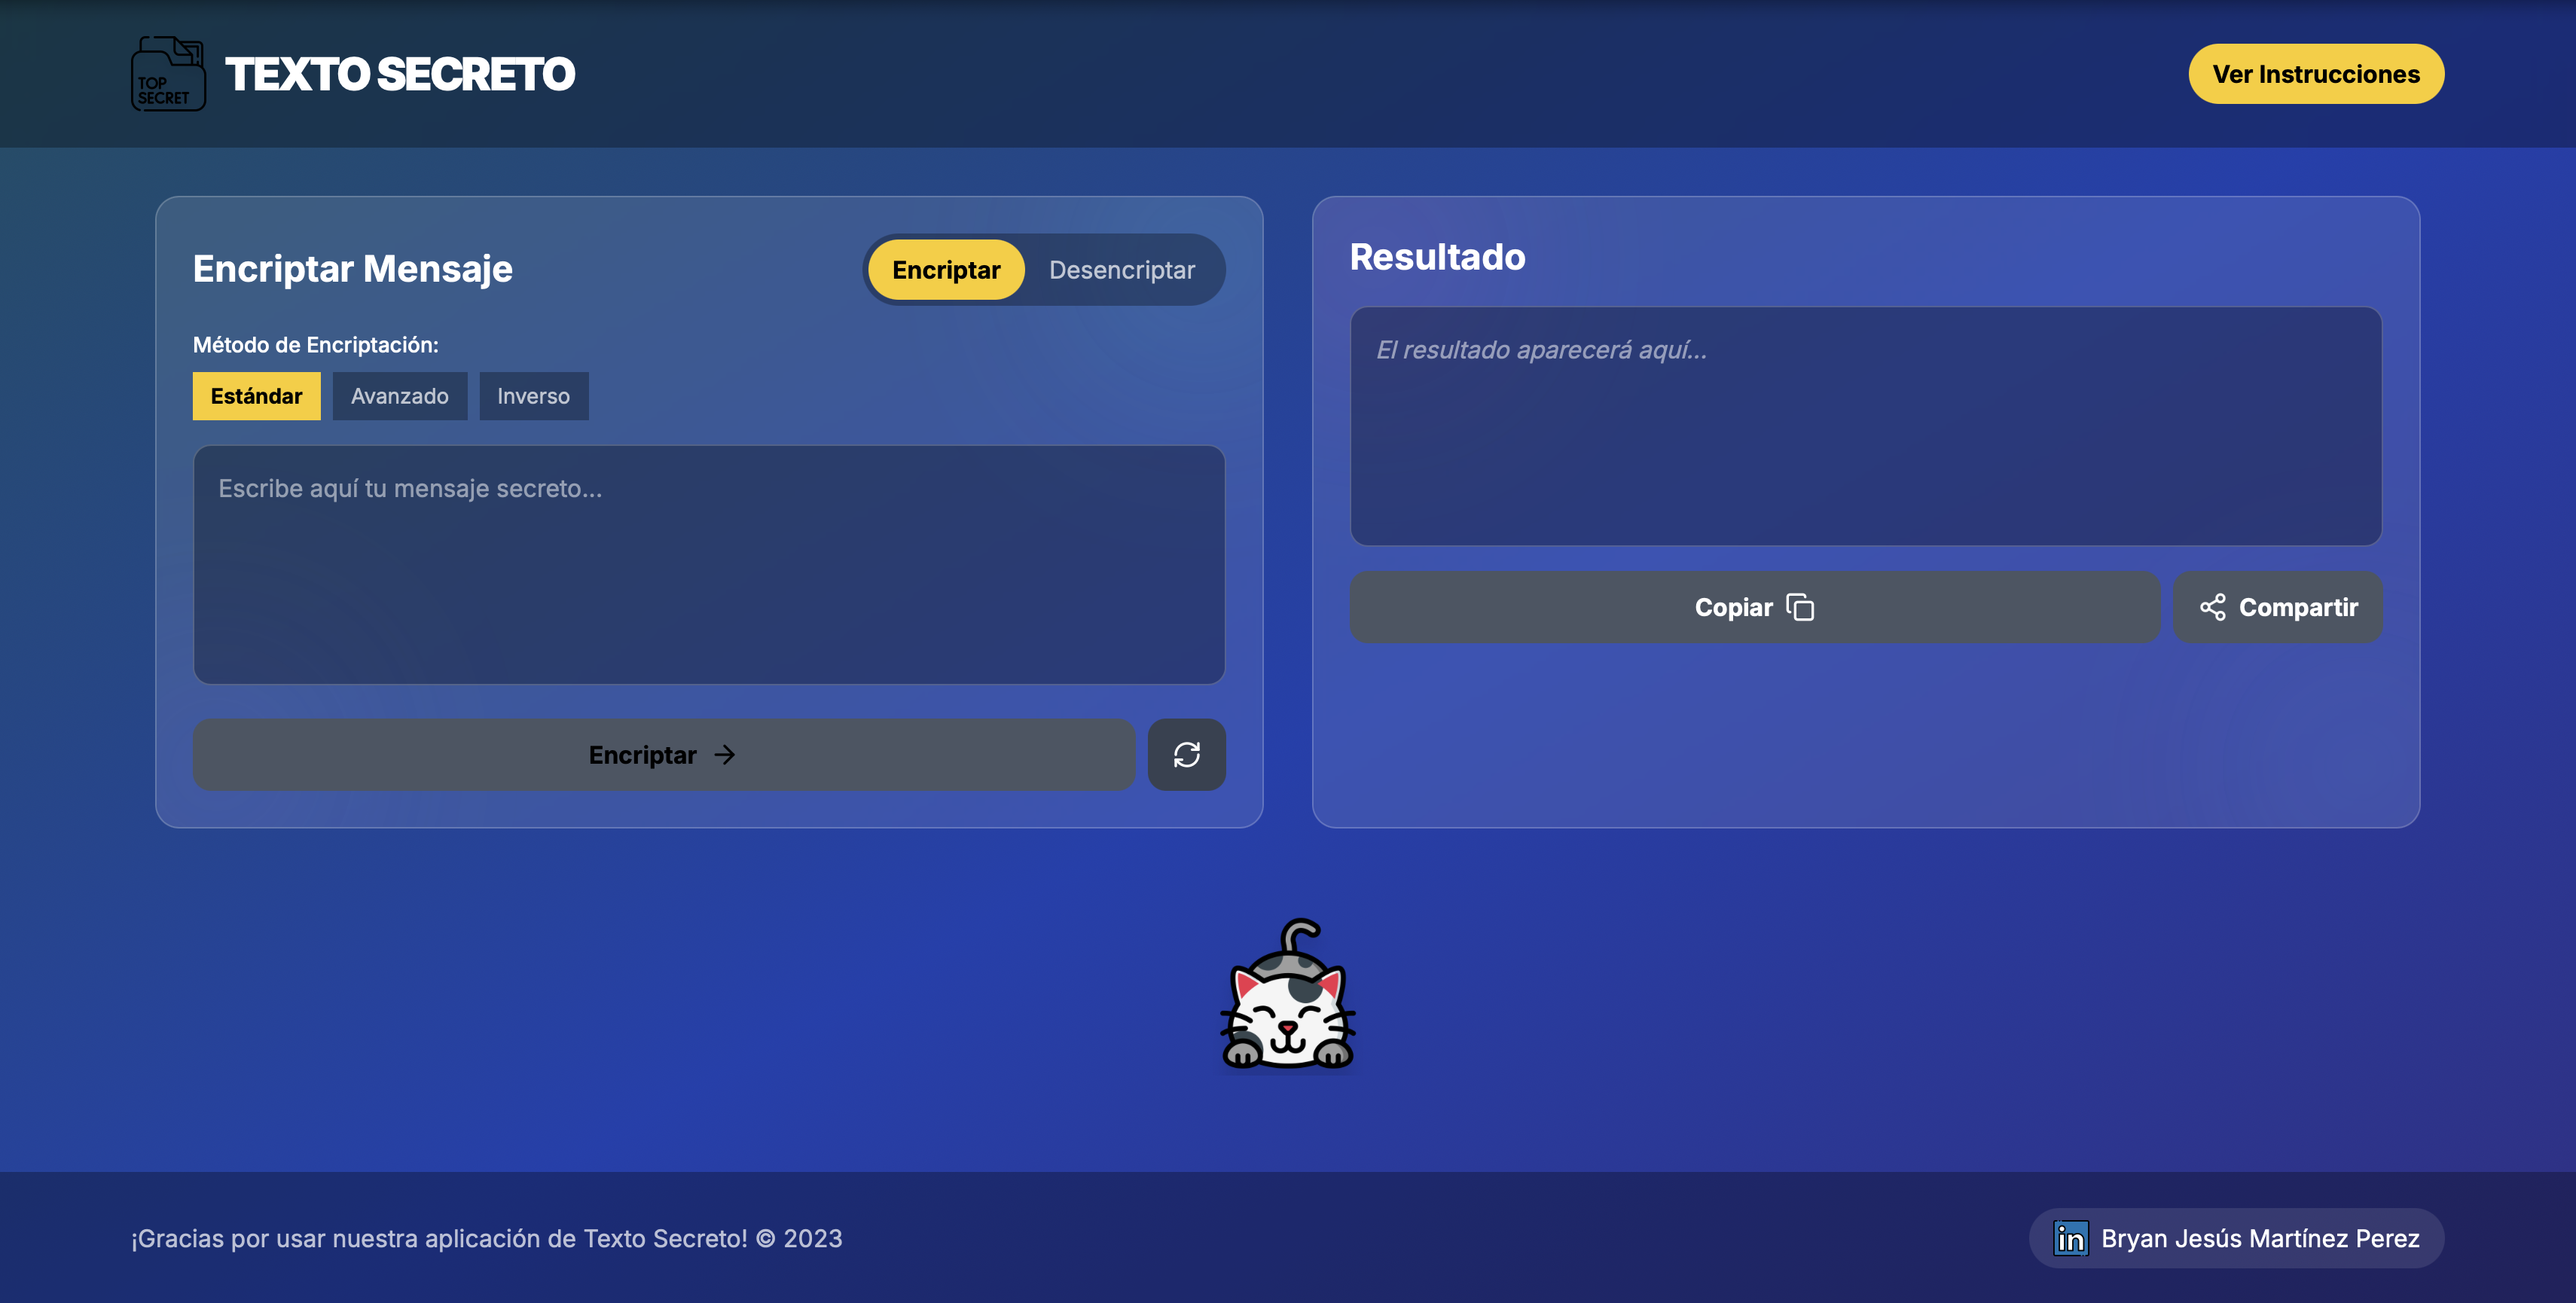 TOP
SECRET
TEXTO SECRETO
Ver Instrucciones
Encriptar Mensaje
Encriptar
Desencriptar
Método de Encriptación:
Estándar
Avanzado
Inverso
Escribe aquí tu mensaje secreto...
Encriptar
Resultado
El resultado aparecerá aquí...
Copiar
Compartir
¡Gracias por usar nuestra aplicación de Texto Secreto! © 2023
in
Bryan Jesús Martínez Perez